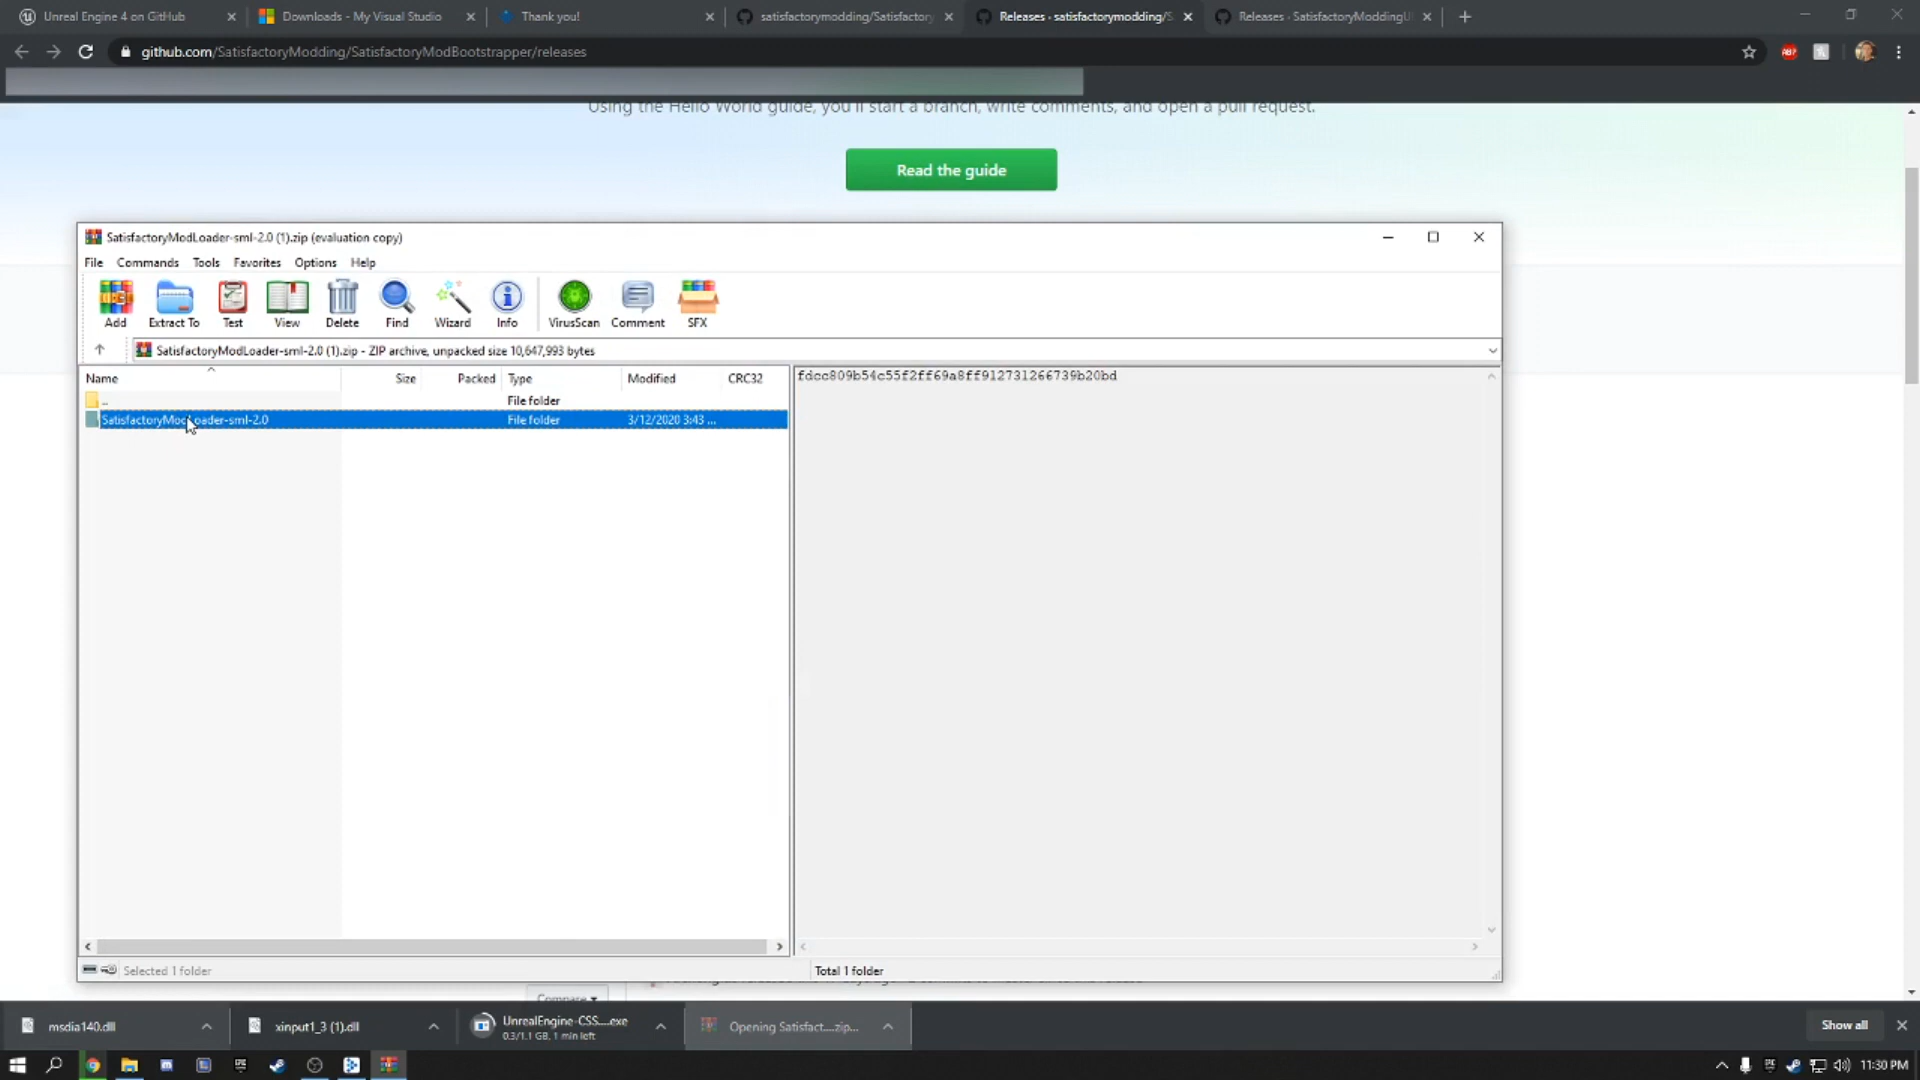 Unreal Engine 4 on GitHub
Downloads - My Visual Studio
Thank you!
satisfactorymodding/Satisfactory
Releases · satisfactorymodding/S
Releases · SatisfactoryModdingU
github.com/SatisfactoryModding/SatisfactoryModBootstrapper/releases
ABP
Using the Hello World guide, you'll start a branch, write comments, and open a pull request.
Read the guide
SatisfactoryModLoader-sml-2.0 (1).zip (evaluation copy)
File Commands Tools Favorites Options Help
Add Extract To Test View Delete Find Wizard Info VirusScan Comment SFX
SatisfactoryModLoader-sml-2.0 (1).zip - ZIP archive, unpacked size 10,647,993 bytes
Name Size Packed Type Modified CRC32
fdcc809b54c55f2ff69a8ff912731266739b20bd
.. File folder
SatisfactoryModLoader-sml-2.0 File folder 3/12/2020 3:43 ...
Selected 1 folder
Total 1 folder
Compare
msdia140.dll
xinput1_3 (1).dll
UnrealEngine-CSS....exe
0.3/1.1 GB, 1 min left
Opening Satisfact....zip...
Show all
11:30 PM